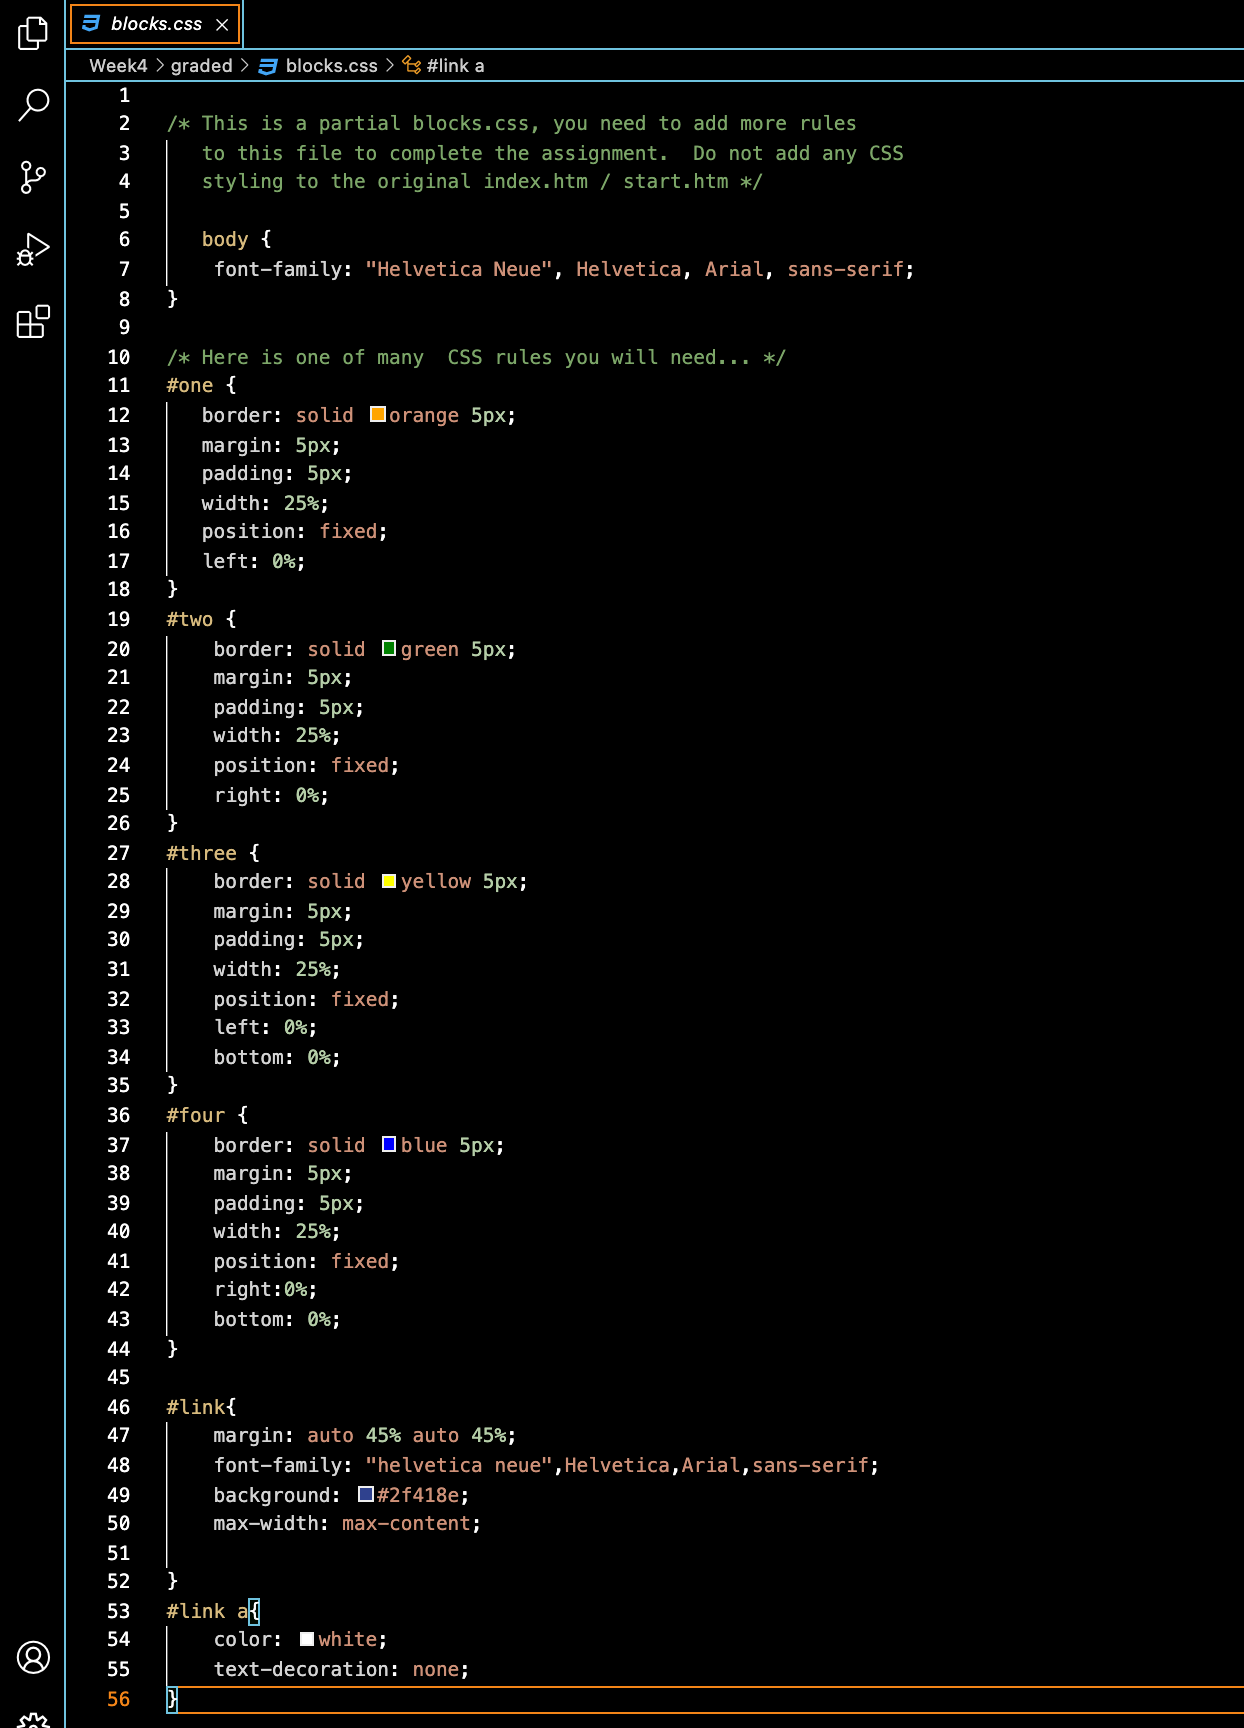 blocks.css
Week4 > graded > blocks.css > #link a
1
2 /* This is a partial blocks.css, you need to add more rules
3 to this file to complete the assignment.  Do not add any CSS
4 styling to the original index.htm / start.htm */
5
6 body {
7 font-family: "Helvetica Neue", Helvetica, Arial, sans-serif;
8 }
9
10 /* Here is one of many  CSS rules you will need... */
11 #one {
12 border: solid orange 5px;
13 margin: 5px;
14 padding: 5px;
15 width: 25%;
16 position: fixed;
17 left: 0%;
18 }
19 #two {
20 border: solid green 5px;
21 margin: 5px;
22 padding: 5px;
23 width: 25%;
24 position: fixed;
25 right: 0%;
26 }
27 #three {
28 border: solid yellow 5px;
29 margin: 5px;
30 padding: 5px;
31 width: 25%;
32 position: fixed;
33 left: 0%;
34 bottom: 0%;
35 }
36 #four {
37 border: solid blue 5px;
38 margin: 5px;
39 padding: 5px;
40 width: 25%;
41 position: fixed;
42 right:0%;
43 bottom: 0%;
44 }
45
46 #link{
47 margin: auto 45% auto 45%;
48 font-family: "helvetica neue",Helvetica,Arial,sans-serif;
49 background: #2f418e;
50 max-width: max-content;
51
52 }
53 #link a{
54 color: white;
55 text-decoration: none;
56 }